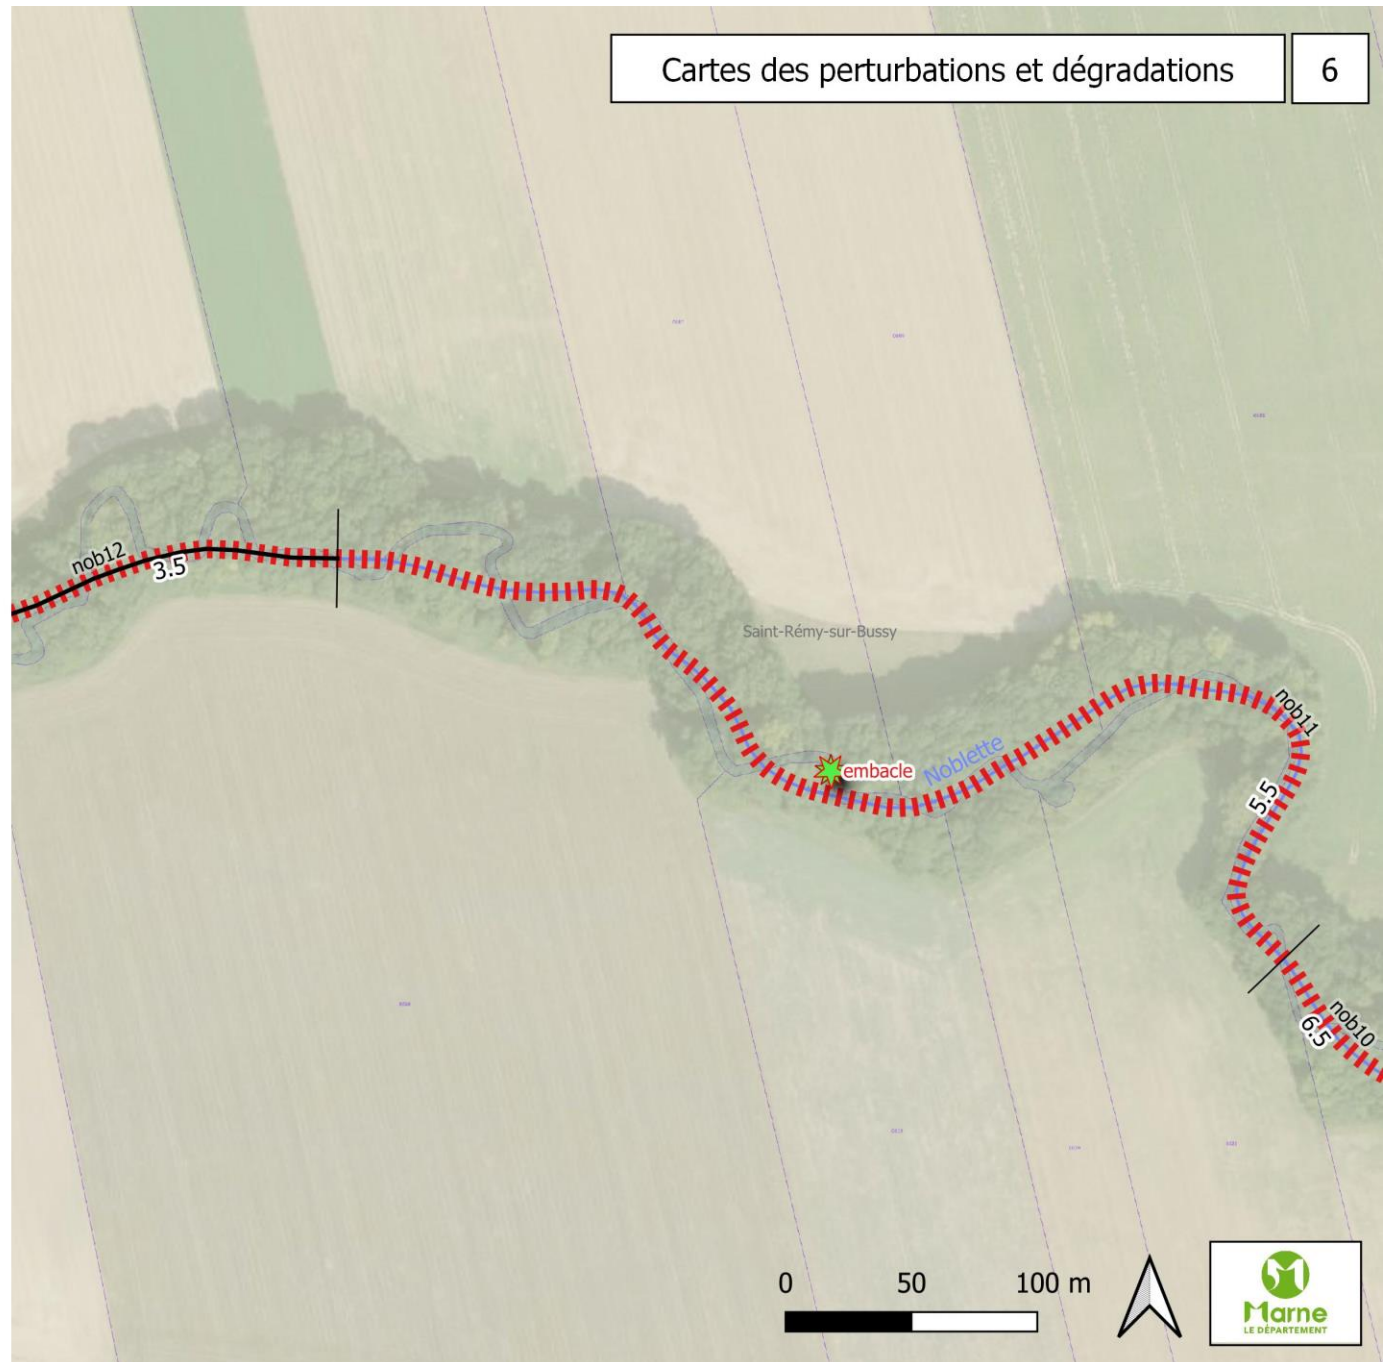 Cartes des perturbations et dégradations
6
nob12
3.5
Saint-Rémy-sur-Bussy
nob11
Noblette
embacle
5.5
nob10
6.5
0 50 100 m
Marne
LE DÉPARTEMENT